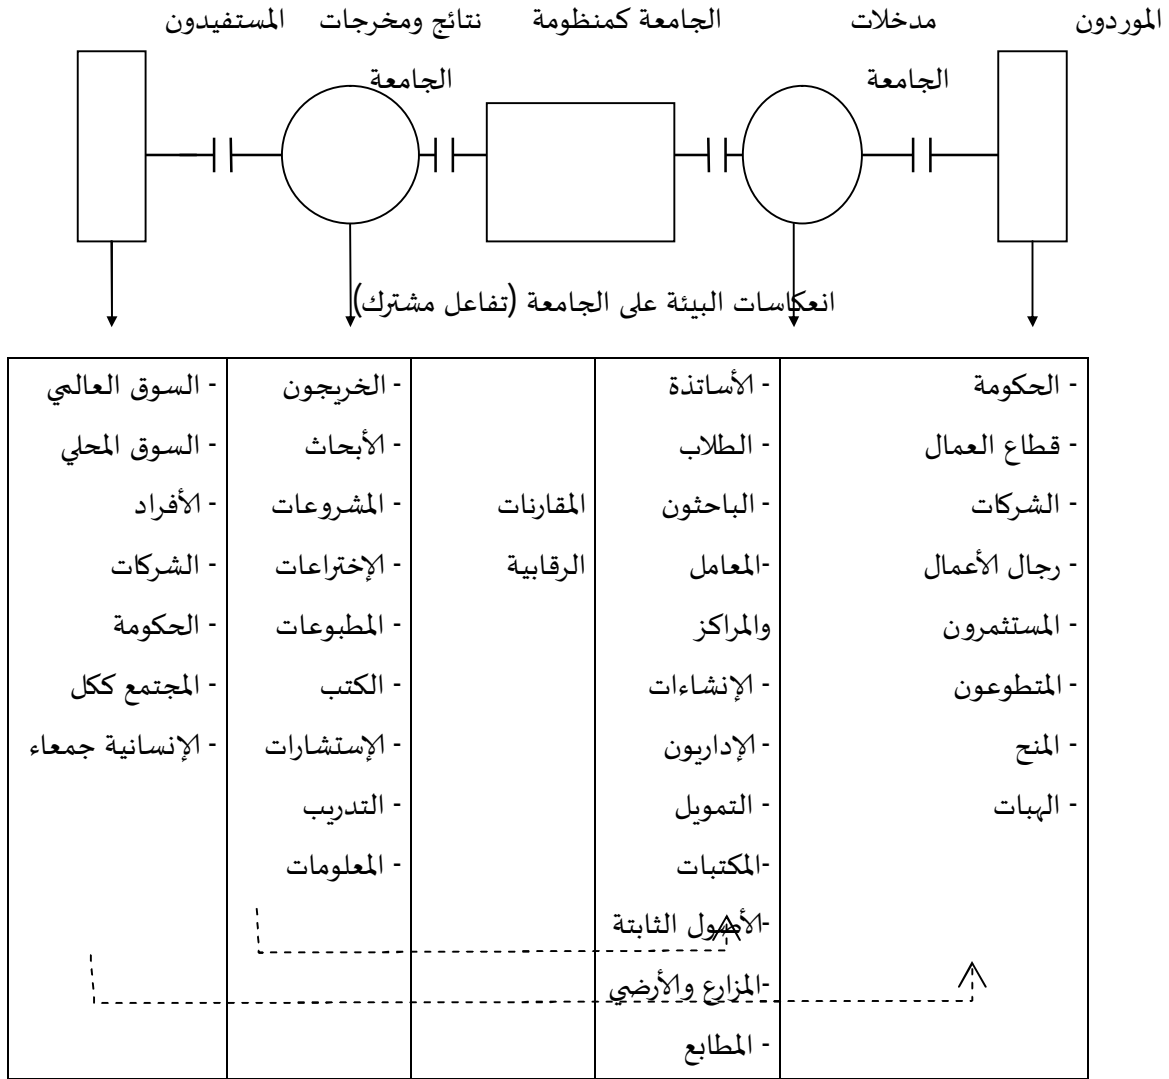 الموردون
مدخلات
الجامعة
الجامعة كمنظومة
نتائج ومخرجات
الجامعة
المستفيدون
انعكاسات البيئة على الجامعة (تفاعل مشترك)
- الحكومة
- قطاع العمال
- الشركات
- رجال الأعمال
- المستثمرون
- المتطوعون
- المنح
- الهبات
- الأساتذة
- الطلاب
- الباحثون
-المعامل
والمراكز
- الإنشاءات
- الإداريون
- التمويل
-المكتبات
-الأصول الثابتة
-المزارع والأرضي
- المطابع
المقارنات
الرقابية
- الخريجون
- الأبحاث
- المشروعات
- الإختراعات
- المطبوعات
- الكتب
- الإستشارات
- التدريب
- المعلومات
- السوق العالمي
- السوق المحلي
- الأفراد
- الشركات
- الحكومة
- المجتمع ككل
- الإنسانية جمعاء